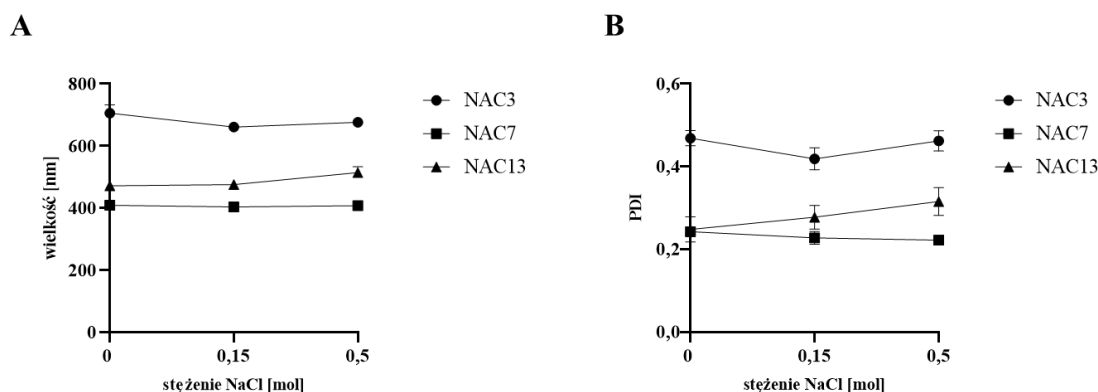 A
wielkość [nm]
800
600
400
200
0
0
0,15
0,5
stężenie NaCl [mol]
NAC3
NAC7
NAC13
B
PDI
0,6
0,4
0,2
0,0
0
0,15
0,5
stężenie NaCl [mol]
NAC3
NAC7
NAC13